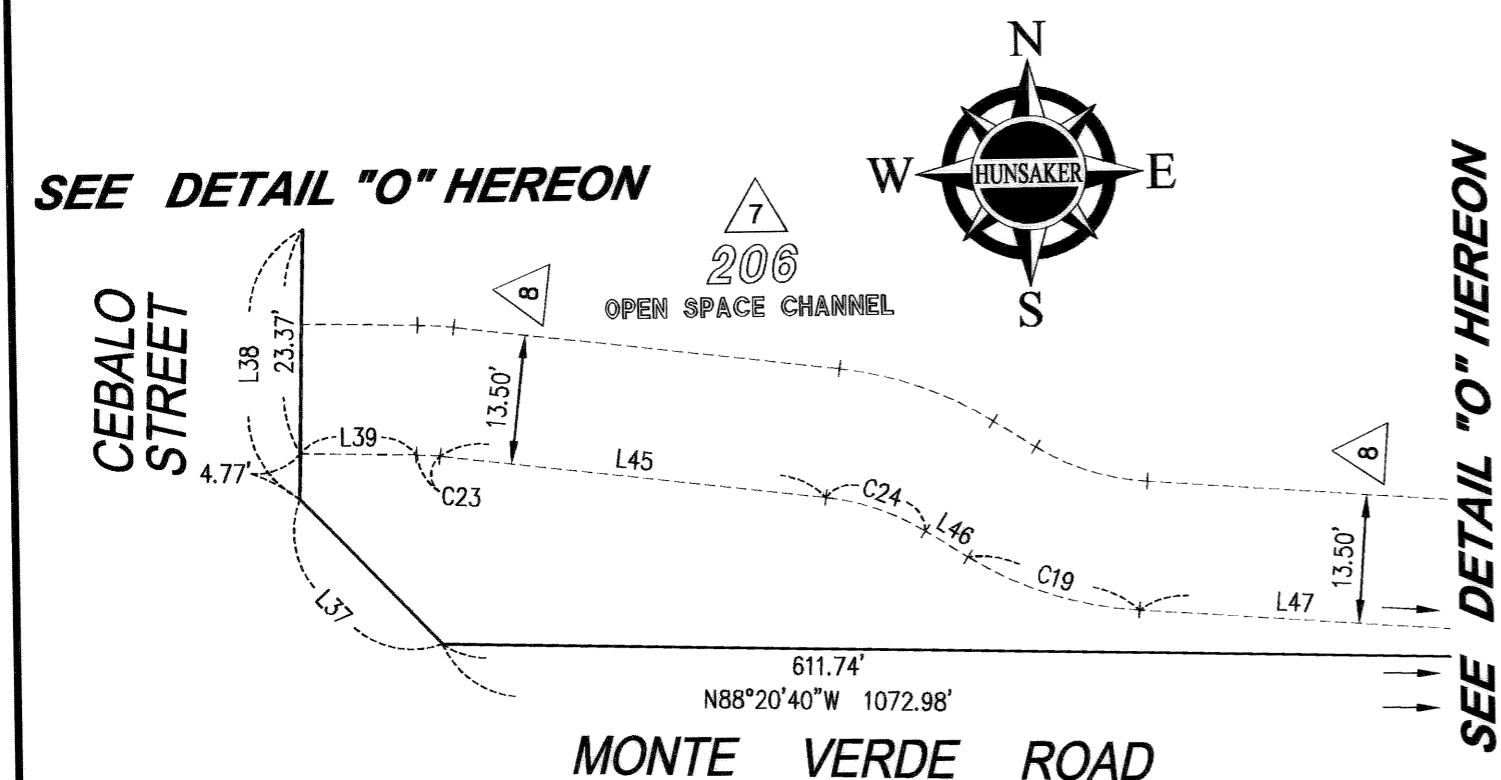 N
W
HUNSAKER
E
S
SEE DETAIL "O" HEREON
7
206
OPEN SPACE CHANNEL
8
CEBALO
STREET
L38
23.37'
13.50'
L39
4.77'
C23
L45
C24
L46
C19
L47
8
13.50'
L37
611.74'
N88°20'40"W 1072.98'
MONTE VERDE ROAD
SEE DETAIL "O" HEREON